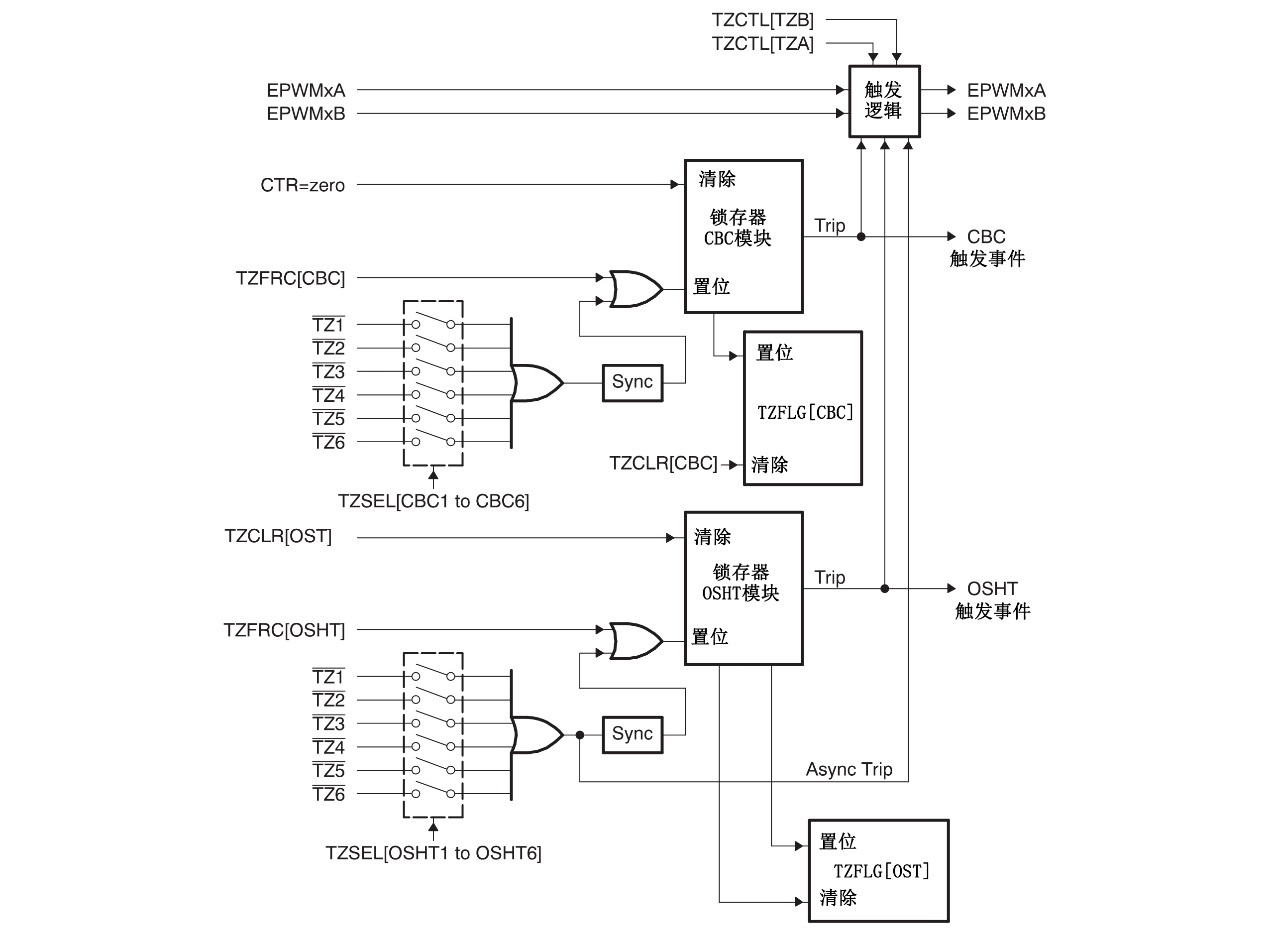 TZCTL[TZB]
TZCTL[TZA]
EPWMxA
EPWMxB
触发
逻辑
EPWMxA
EPWMxB
CTR=zero
清除
锁存器
CBC模块
置位
Trip
CBC
触发事件
TZFRC[CBC]
TZ1
TZ2
TZ3
TZ4
TZ5
TZ6
Sync
置位
TZFLG[CBC]
清除
TZCLR[CBC]
TZSEL[CBC1 to CBC6]
TZCLR[OST]
清除
锁存器
OSHT模块
置位
Trip
OSHT
触发事件
TZFRC[OSHT]
TZ1
TZ2
TZ3
TZ4
TZ5
TZ6
Sync
Async Trip
TZSEL[OSHT1 to OSHT6]
置位
TZFLG[OST]
清除